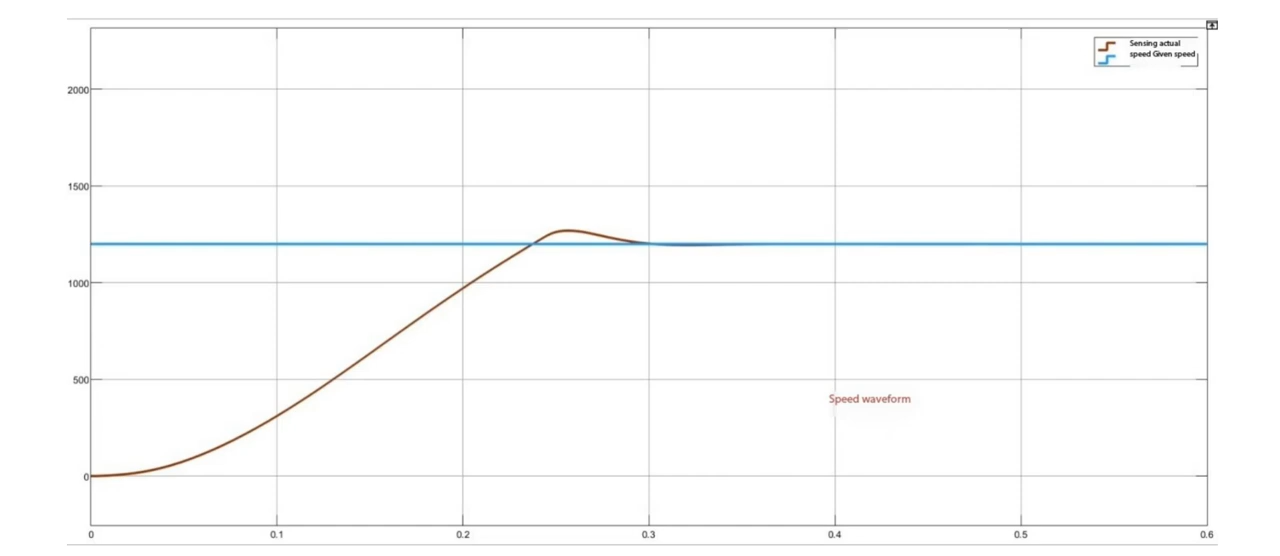 Sensing actual
speed Given speed
2000
1500
1000
500
0
Speed waveform
0 0.1 0.2 0.3 0.4 0.5 0.6